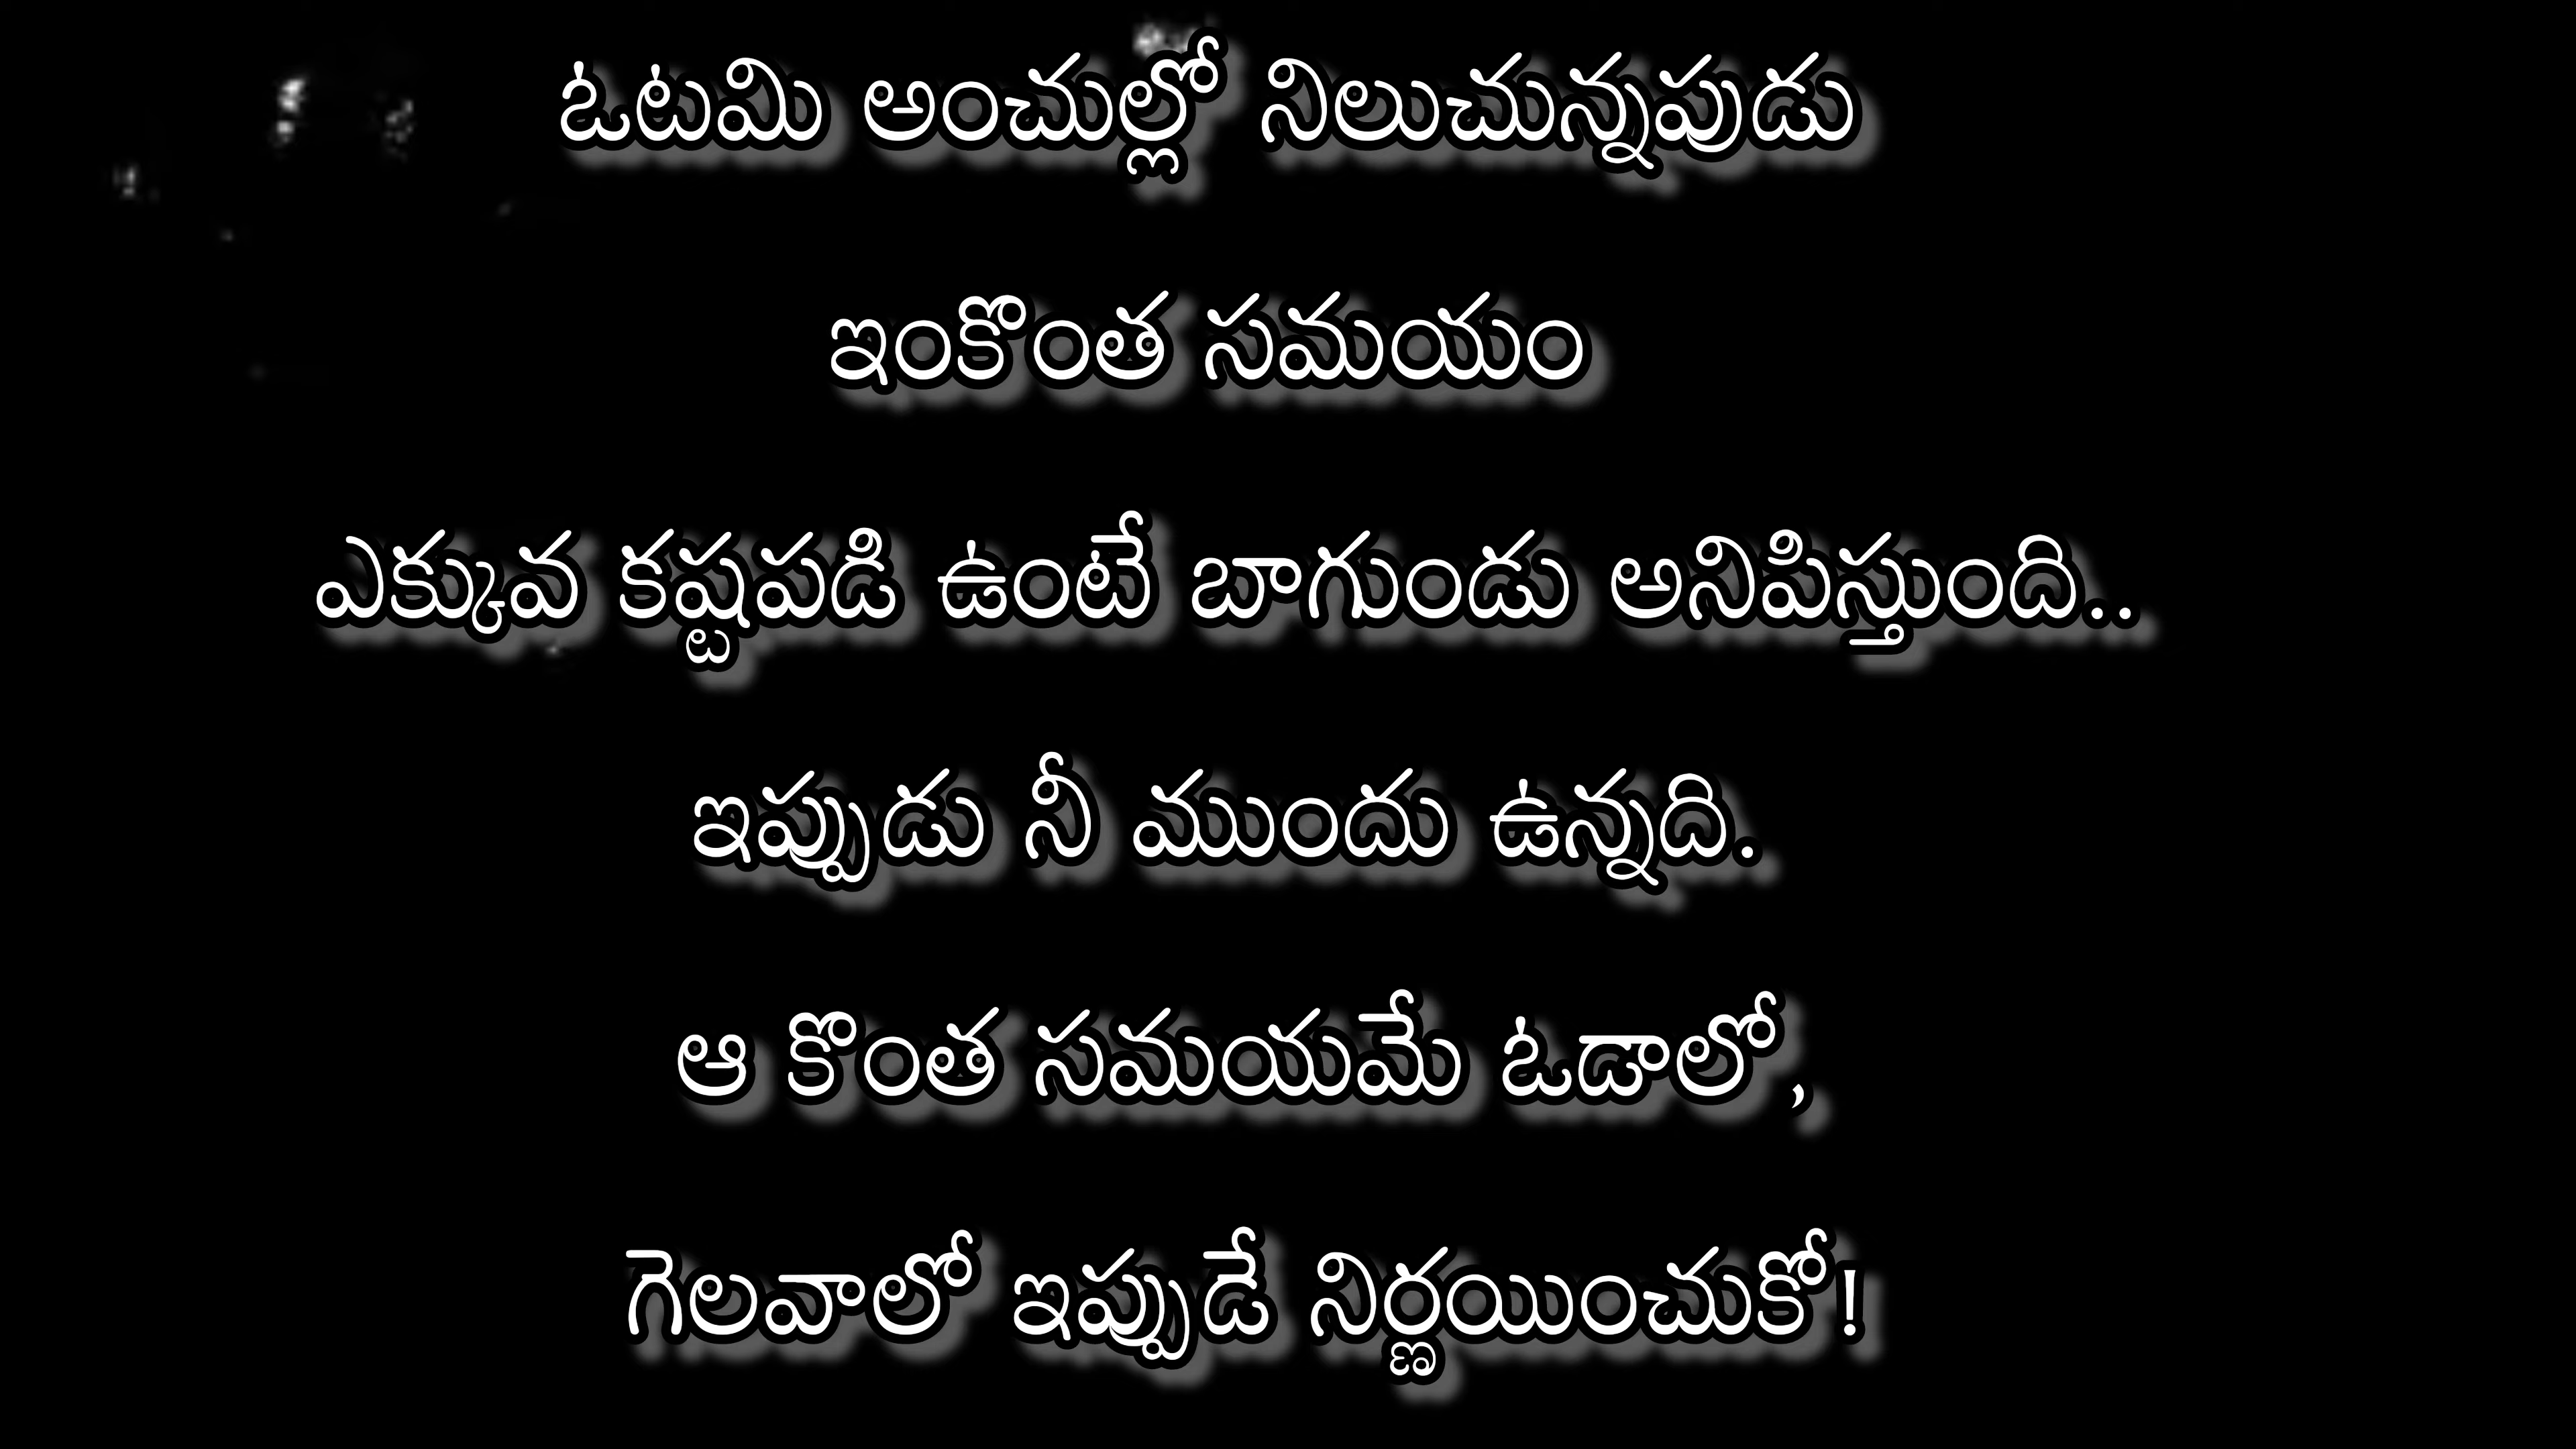 ఓటమి అంచుల్లో నిలుచున్నపుడు
ఇంకొంత సమయం
ఎక్కువ కష్టపడి ఉంటే బాగుండు అనిపిస్తుంది..
ఇప్పుడు నీ ముందు ఉన్నది.
ఆ కొంత సమయమే ఓడాలో,
గెలవాలో ఇప్పుడే నిర్ణయించుకో!